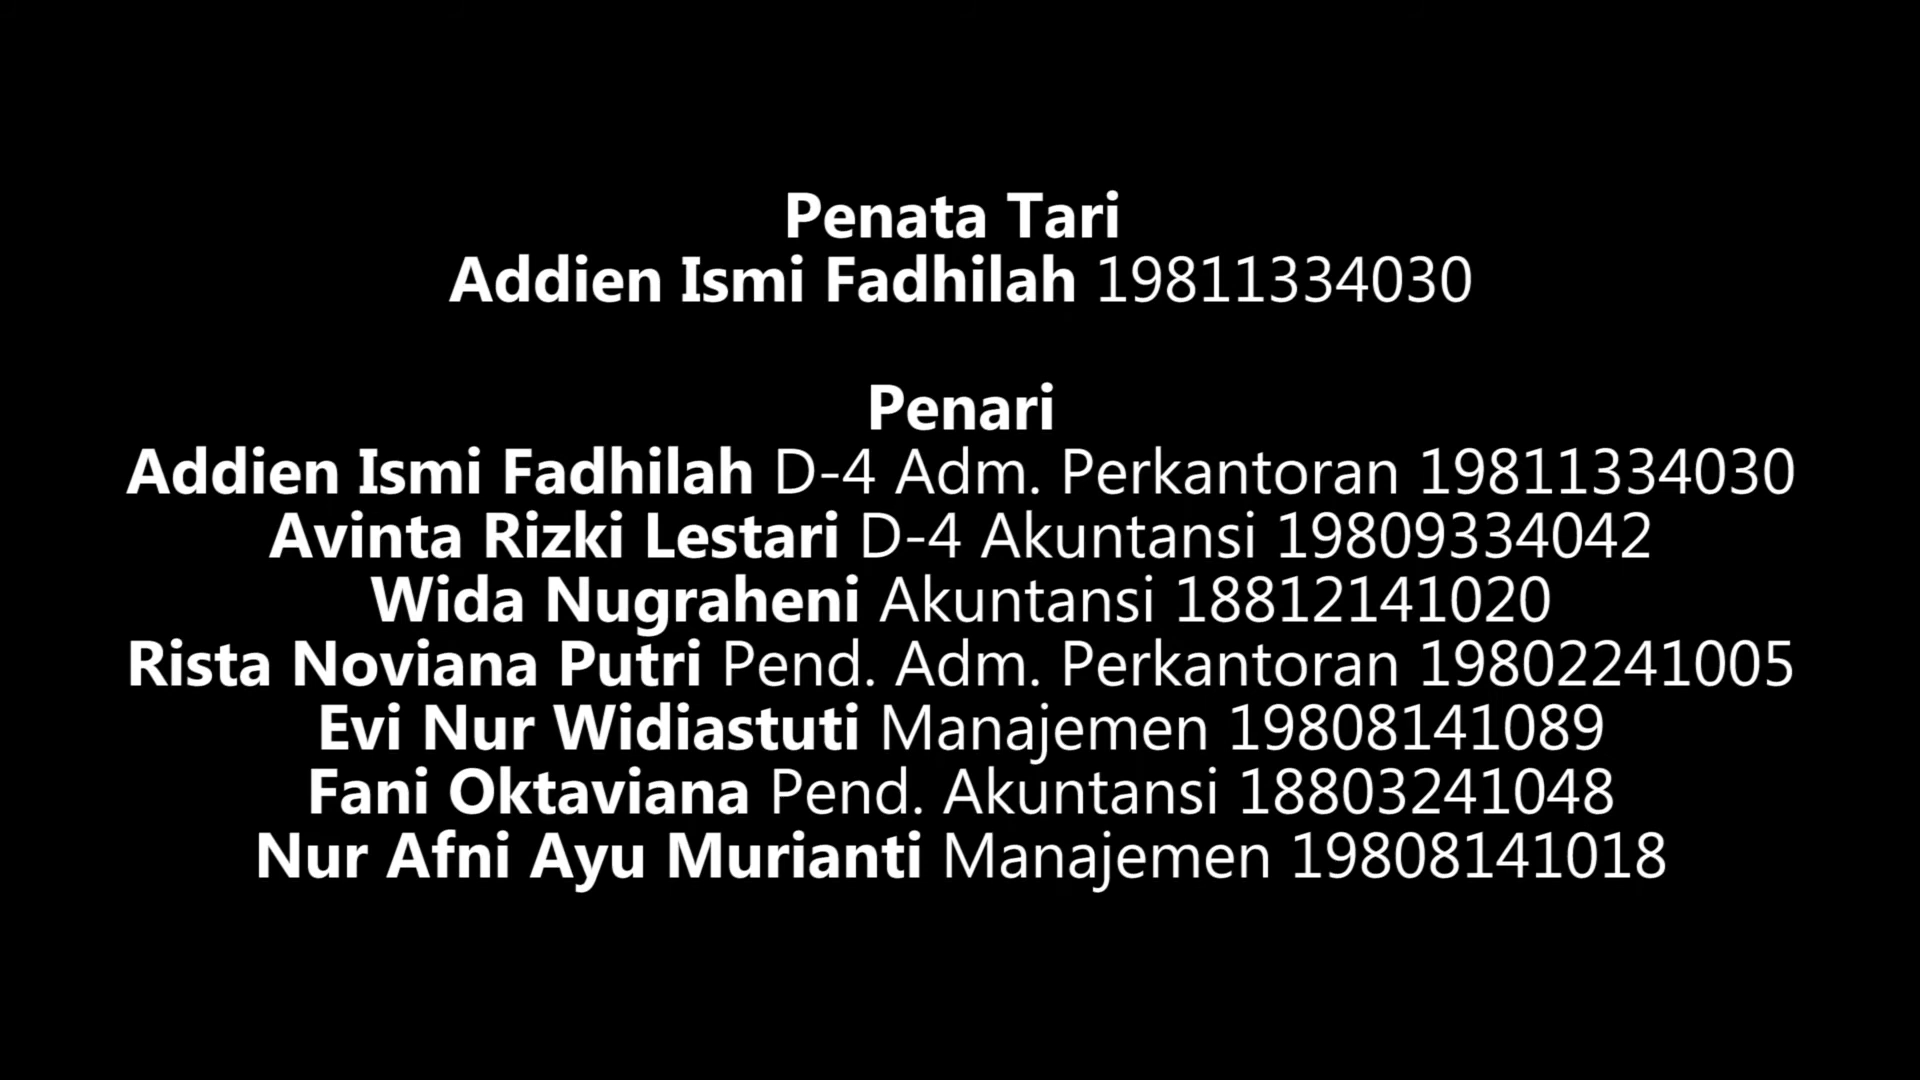 Penata Tari
Addien Ismi Fadhilah 19811334030
Penari
Addien Ismi Fadhilah D-4 Adm. Perkantoran 19811334030
Avinta Rizki Lestari D-4 Akuntansi 19809334042
Wida Nugraheni Akuntansi 18812141020
Rista Noviana Putri Pend. Adm. Perkantoran 19802241005
Evi Nur Widiastuti Manajemen 19808141089
Fani Oktaviana Pend. Akuntansi 18803241048
Nur Afni Ayu Murianti Manajemen 19808141018